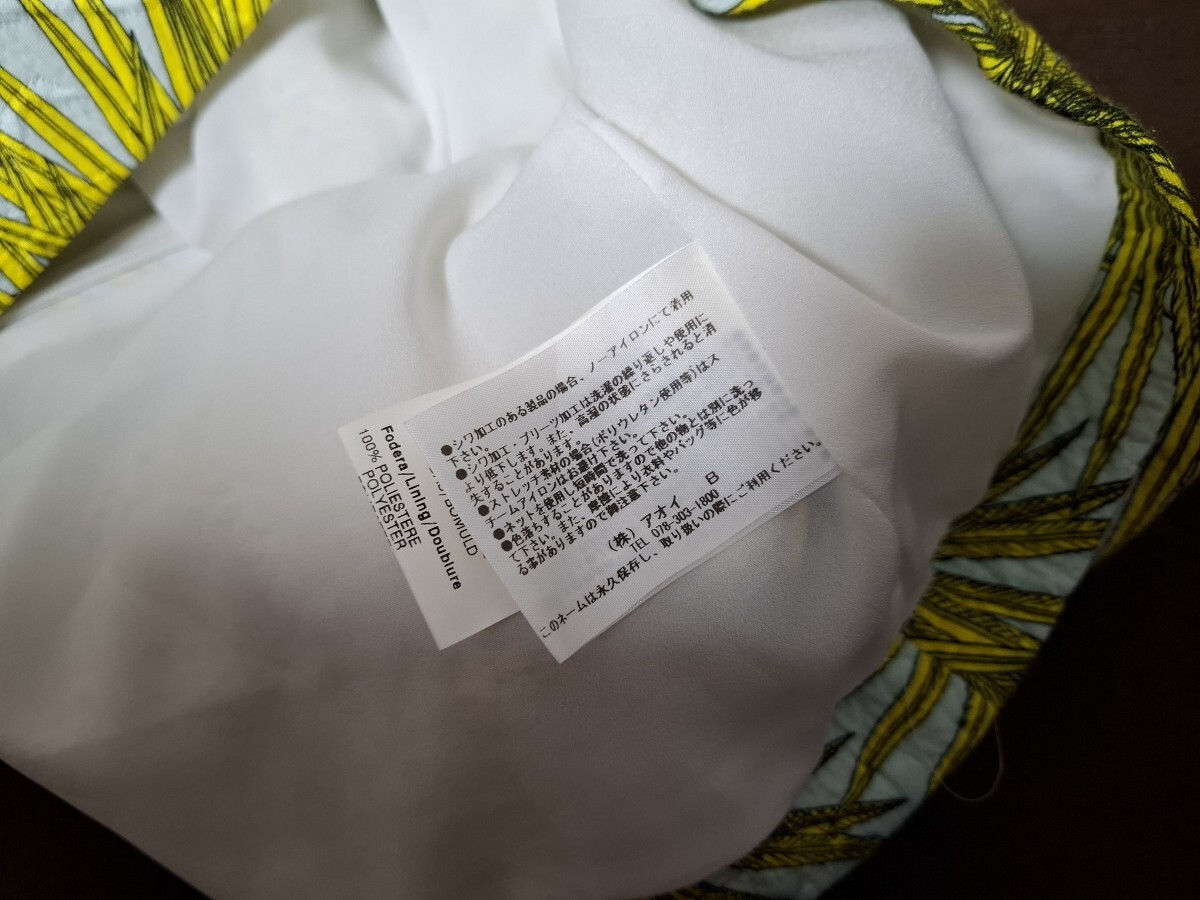 ●シワ加工のある製品の場合、ノーアイロンにて着用
下さい。
●シワ加工・プリーツ加工は洗濯の繰り返しや使用に
より低下します。また、高湿の状態にさらされると消
失することがあります。
●ストレッチ素材の場合(ポリウレタン使用等)はス
チームアイロンはお避け下さい。
●ネットを使用し短時間で洗って下さい。
●色落ちすることがありますので他の物とは別に洗っ
て下さい。また、摩擦により衣料やバッグ等に色が移
る事がありますので御注意下さい。
(株)アオイ B
TEL 078-303-1800
このネームは永久保存し、取り扱いの際にご利用ください。
Fodera/Lining/Doublure
100% POLIESTERE
POLYESTER